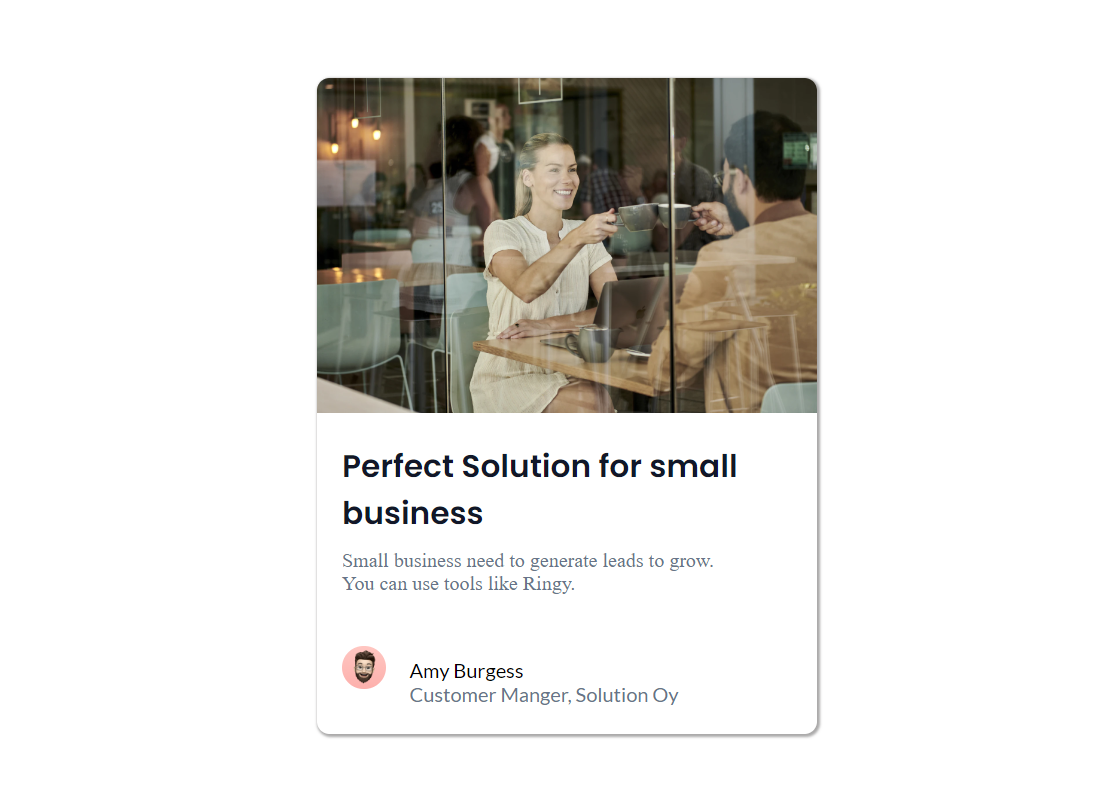 Perfect Solution for small
business
Small business need to generate leads to grow.
You can use tools like Ringy.
Amy Burgess
Customer Manger, Solution Oy